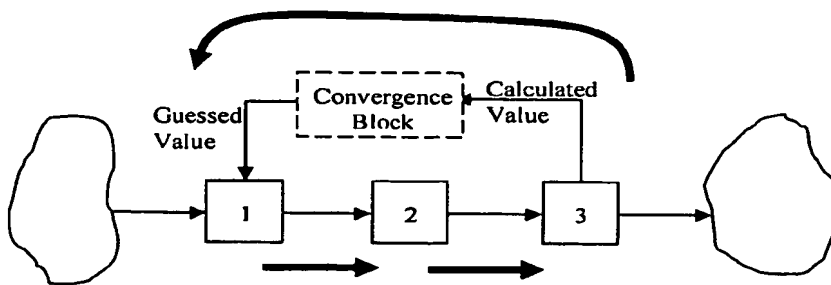 Convergence
Block
Calculated
Value
Guessed
Value
1
2
3